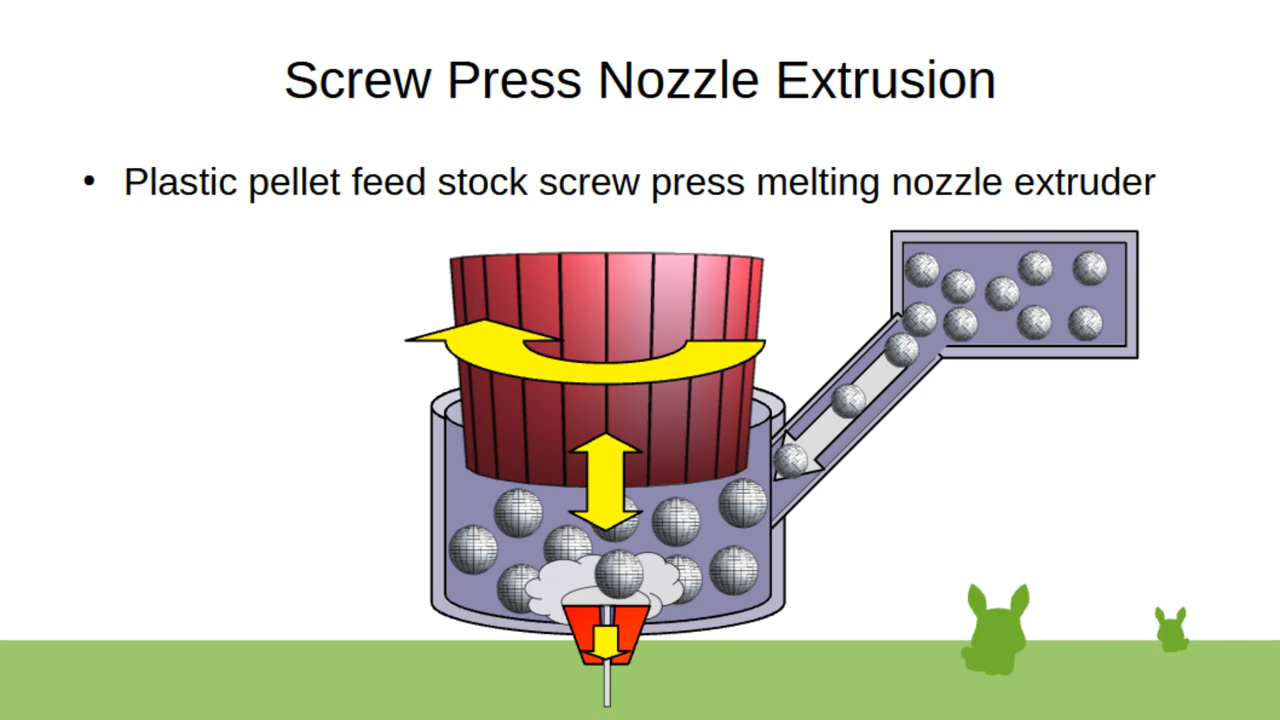 Screw Press Nozzle Extrusion
• Plastic pellet feed stock screw press melting nozzle extruder